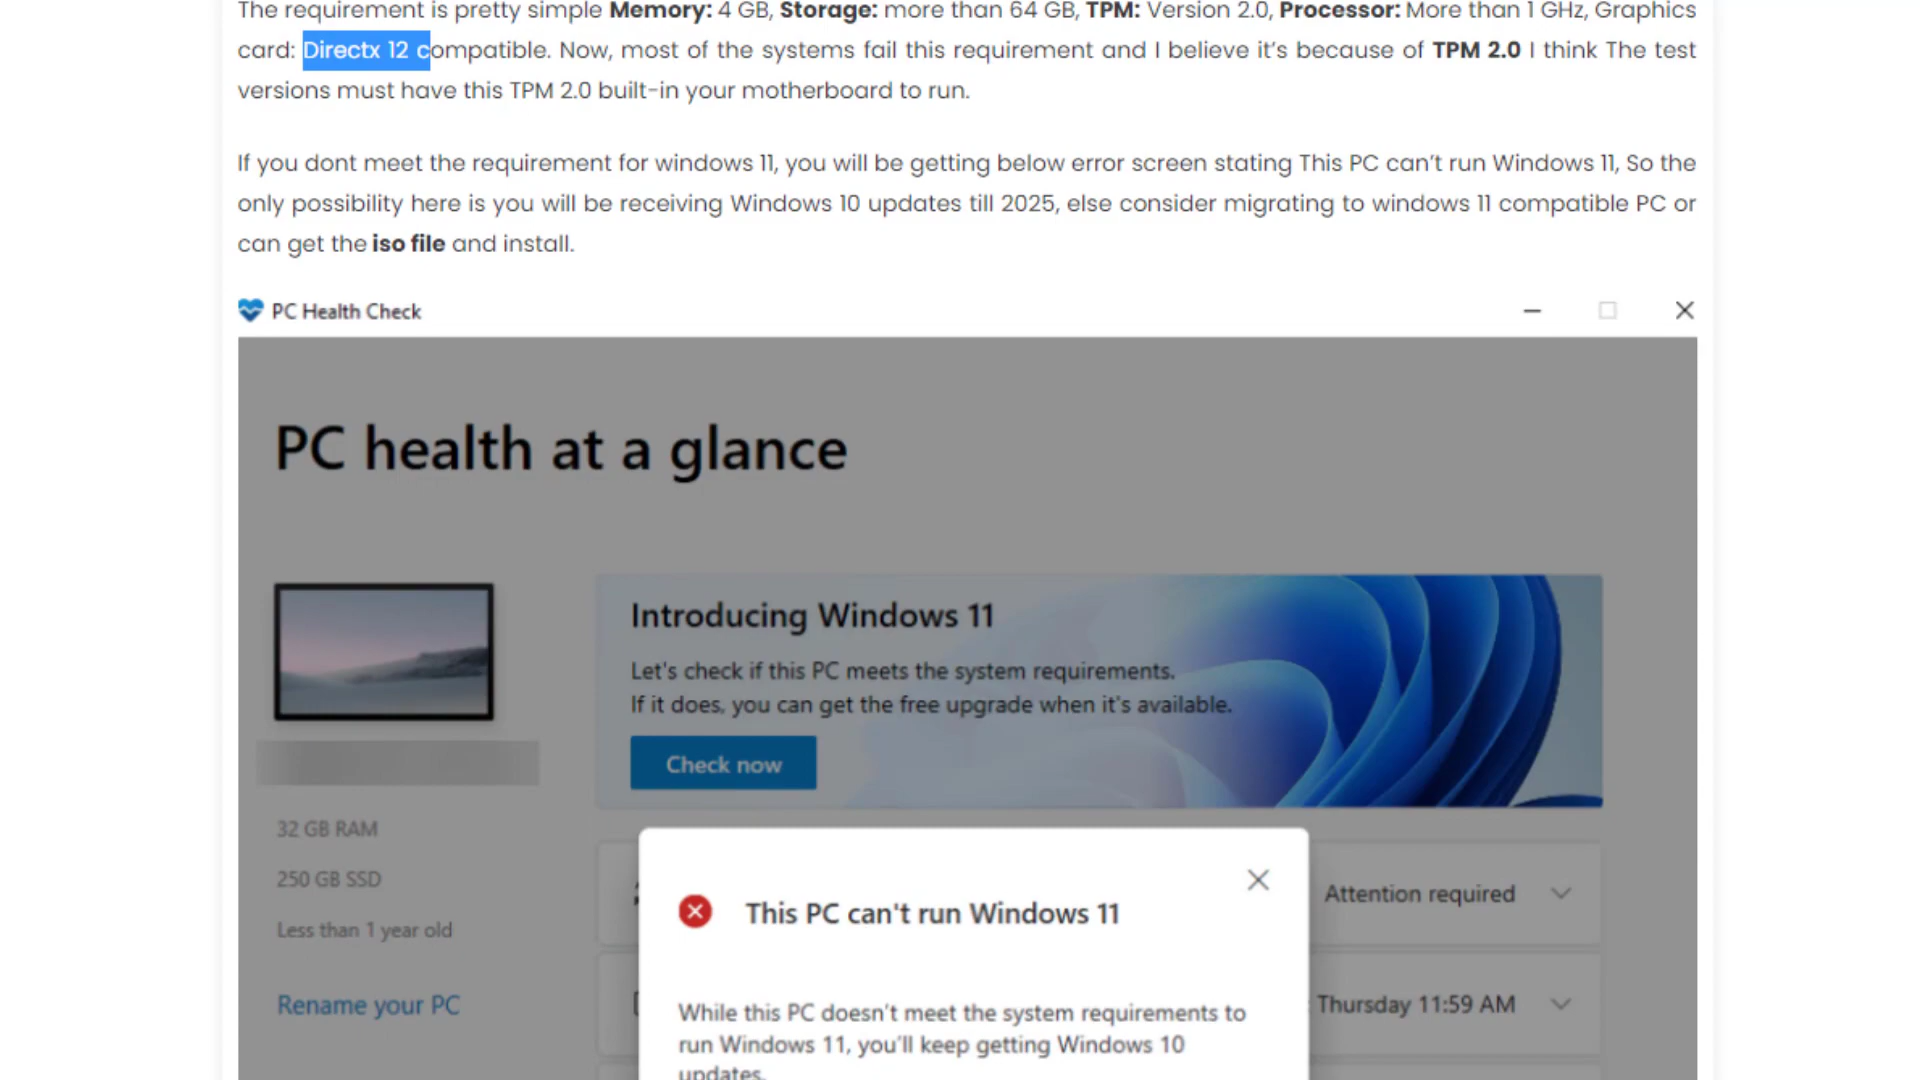 The requirement is pretty simple Memory: 4 GB, Storage: more than 64 GB, TPM: Version 2.0, Processor: More than 1 GHz, Graphics
card: Directx 12 compatible. Now, most of the systems fail this requirement and I believe it's because of TPM 2.0 I think The test
versions must have this TPM 2.0 built-in your motherboard to run.
If you dont meet the requirement for windows 11, you will be getting below error screen stating This PC can't run Windows 11, So the
only possibility here is you will be receiving Windows 10 updates till 2025, else consider migrating to windows 11 compatible PC or
can get the iso file and install.
PC Health Check
PC health at a glance
Introducing Windows 11
Let's check if this PC meets the system requirements.
If it does, you can get the free upgrade when it's available.
Check now
32 GB RAM
250 GB SSD
Less than 1 year old
Rename your PC
This PC can't run Windows 11
While this PC doesn't meet the system requirements to
run Windows 11, you'll keep getting Windows 10
updates.
Attention required
Thursday 11:59 AM